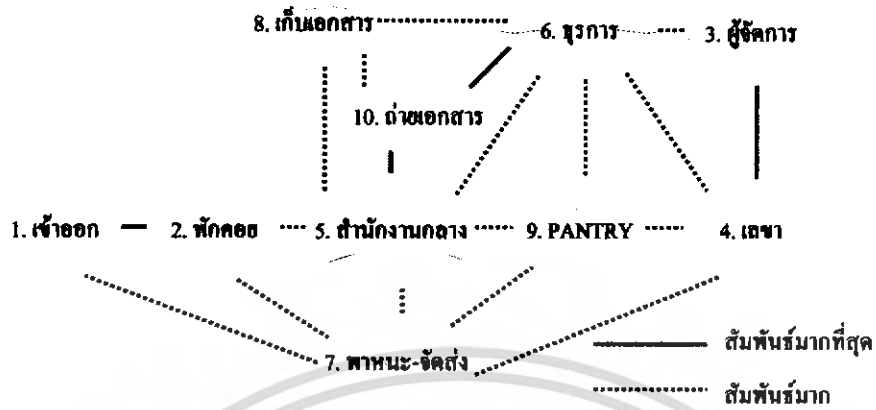 8. เก็บเอกสาร 6. ธุรการ 3. ผู้จัดการ
10. ถ่ายเอกสาร
1. เข้าออก 2. พักคอย 5. สำนักงานกลาง 9. PANTRY 4. เลขา
7. พาหนะ-จัดส่ง
สัมพันธ์มากที่สุด
สัมพันธ์มาก